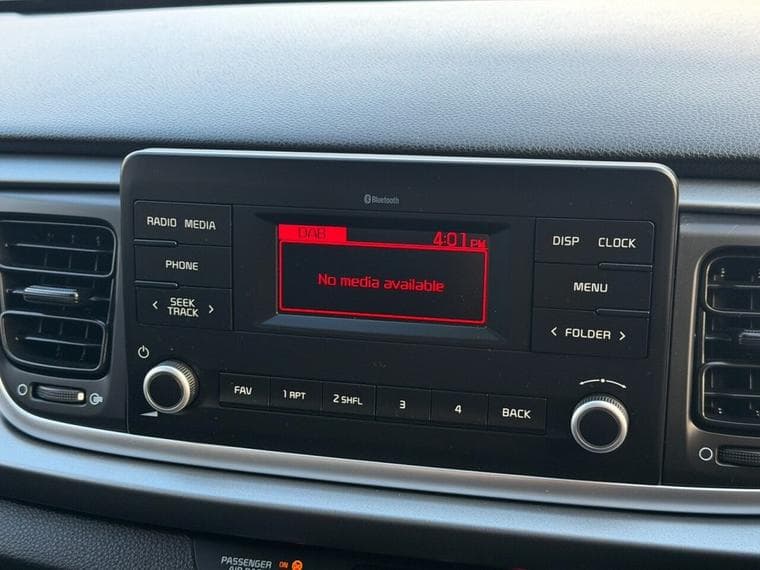 Bluetooth
RADIO MEDIA
DAB 4:01 PM
DISP CLOCK
PHONE
No media available
MENU
< SEEK >
TRACK
< FOLDER >
FAV 1 RPT 2 SHFL 3 4 BACK
PASSENGER ON